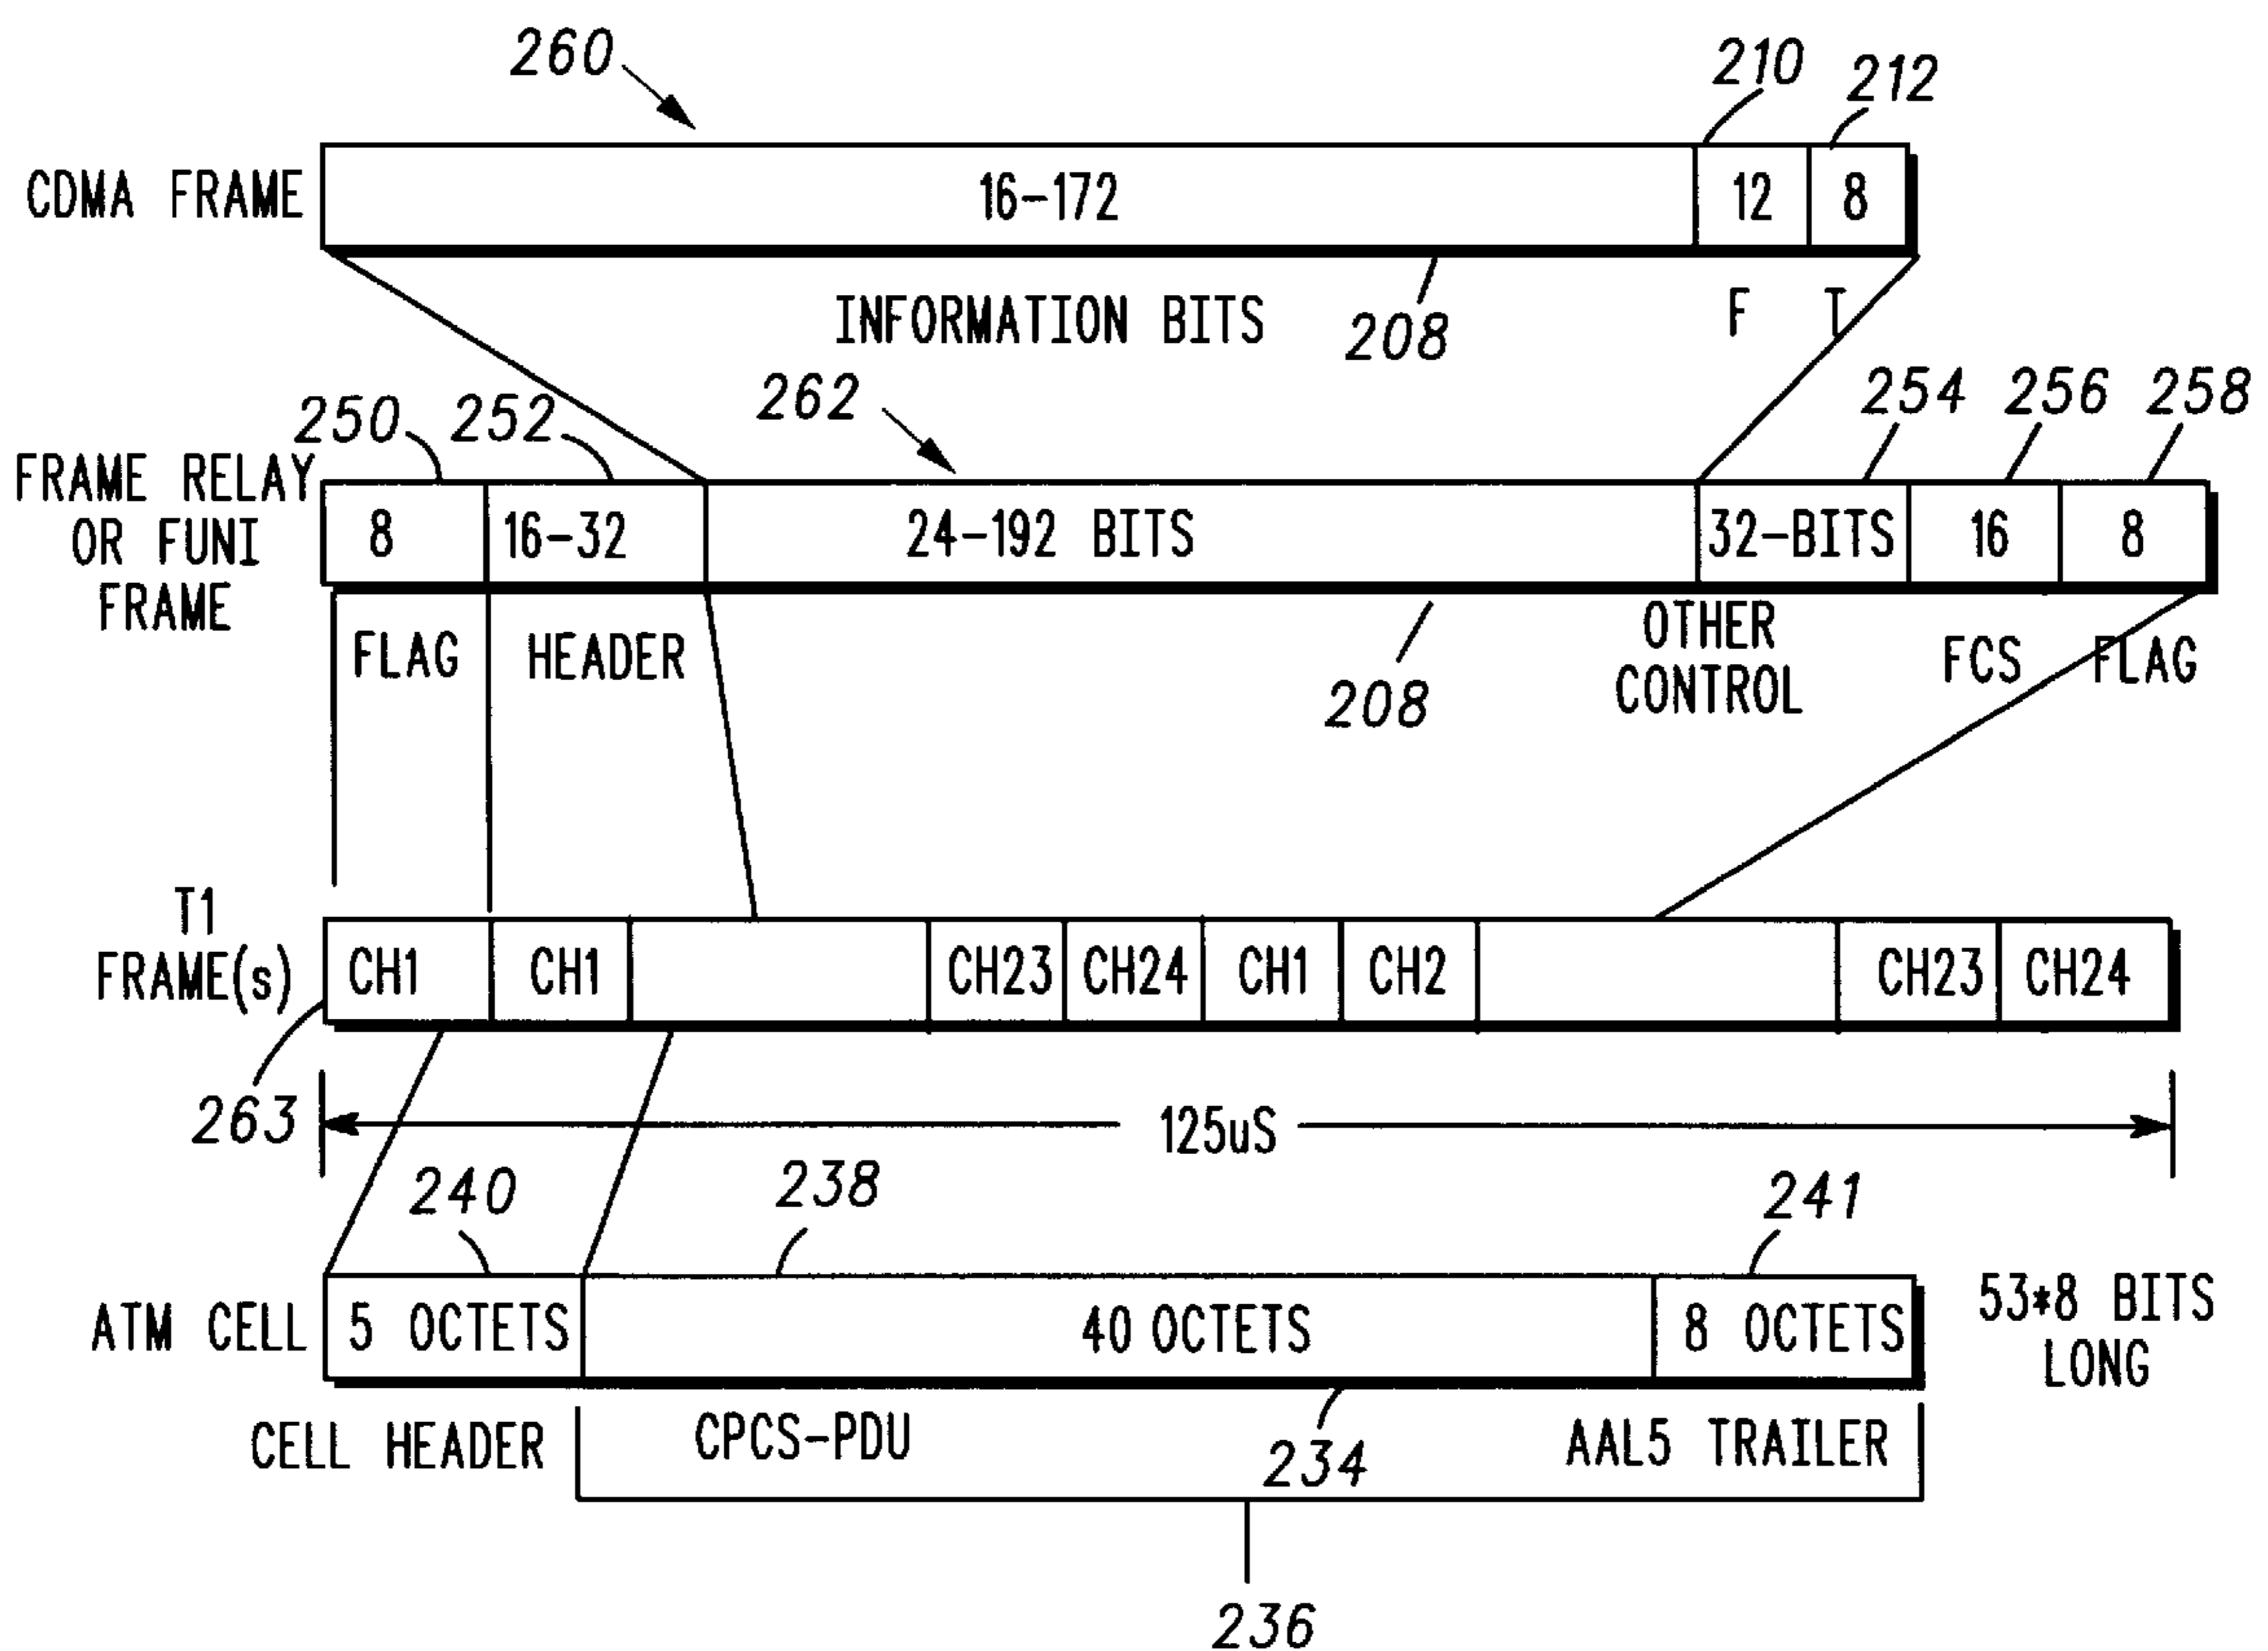 260
210
212
CDMA FRAME
16-172
12
8
INFORMATION BITS
208
F
T
262
250
252
254
256
258
FRAME RELAY
OR FUNI
FRAME
8
16-32
24-192 BITS
32-BITS
16
8
FLAG
HEADER
208
OTHER
CONTROL
FCS
FLAG
T1
FRAME(s)
CH1
CH1
CH23
CH24
CH1
CH2
CH23
CH24
263
125uS
240
238
241
ATM CELL
5 OCTETS
40 OCTETS
8 OCTETS
53*8 BITS
LONG
CELL HEADER
CPCS-PDU
234
AAL5 TRAILER
236